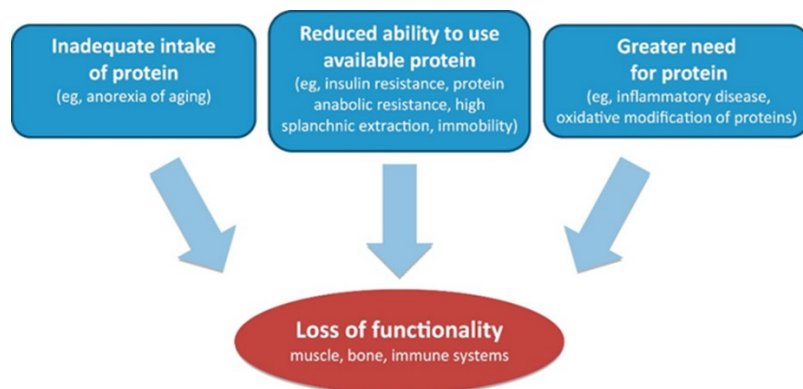 Inadequate intake
of protein
(eg, anorexia of aging)
Reduced ability to use
available protein
(eg, insulin resistance, protein
anabolic resistance, high
splanchnic extraction, immobility)
Greater need
for protein
(eg, inflammatory disease,
oxidative modification of proteins)
Loss of functionality
muscle, bone, immune systems